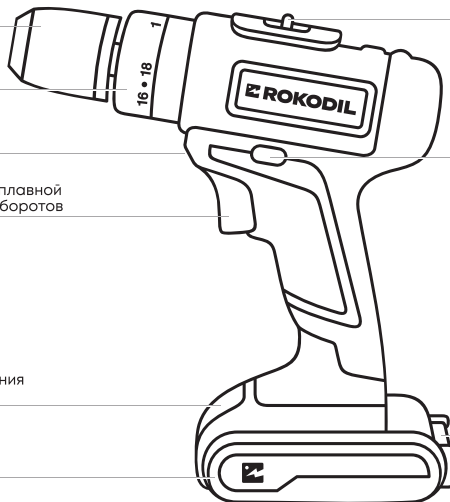 1
16 • 18
ROKODIL
плавной
боротов
ния